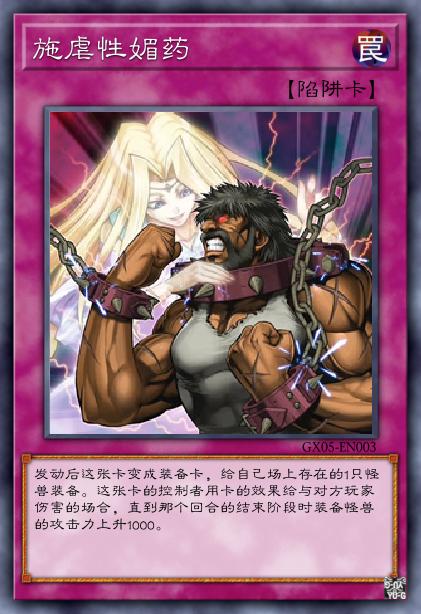 施虐性媚药
罠
【陷阱卡】
GX05-EN003
发动后这张卡变成装备卡，给自己场上存在的1只怪
兽装备。这张卡的控制者用卡的效果给与对方玩家
伤害的场合，直到那个回合的结束阶段时装备怪兽
的攻击力上升1000。